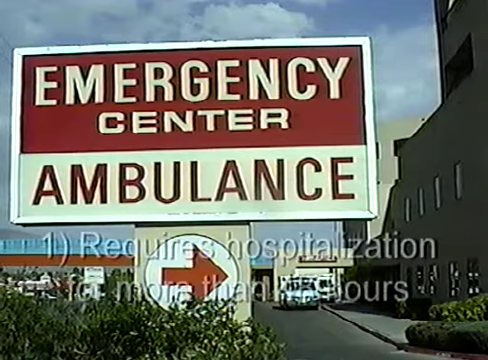 EMERGENCY
CENTER
AMBULANCE
1) Requires hospitalization
for more than hours